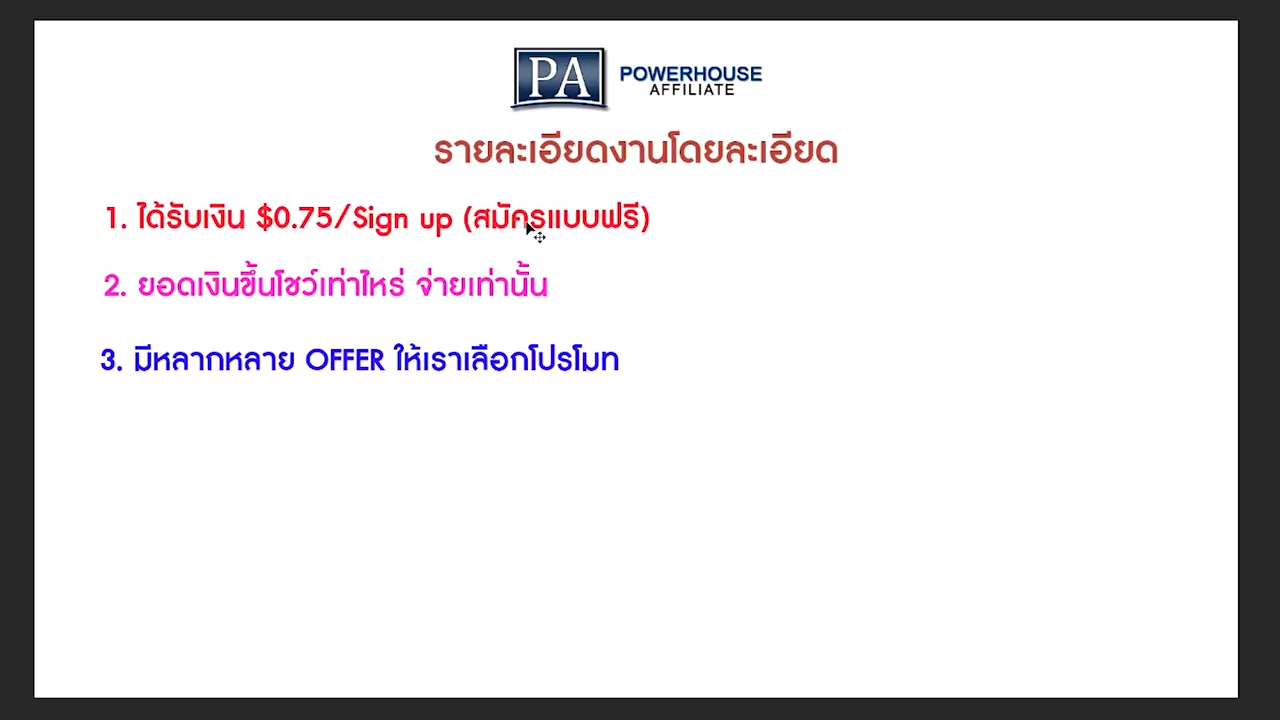 PA POWERHOUSE
AFFILIATE
รายละเอียดงานโดยละเอียด
1. ได้รับเงิน $0.75/Sign up (สมัครแบบฟรี)
2. ยอดเงินขึ้นโชว์เท่าไหร่ จ่ายเท่านั้น
3. มีหลากหลาย OFFER ให้เราเลือกโปรโมท